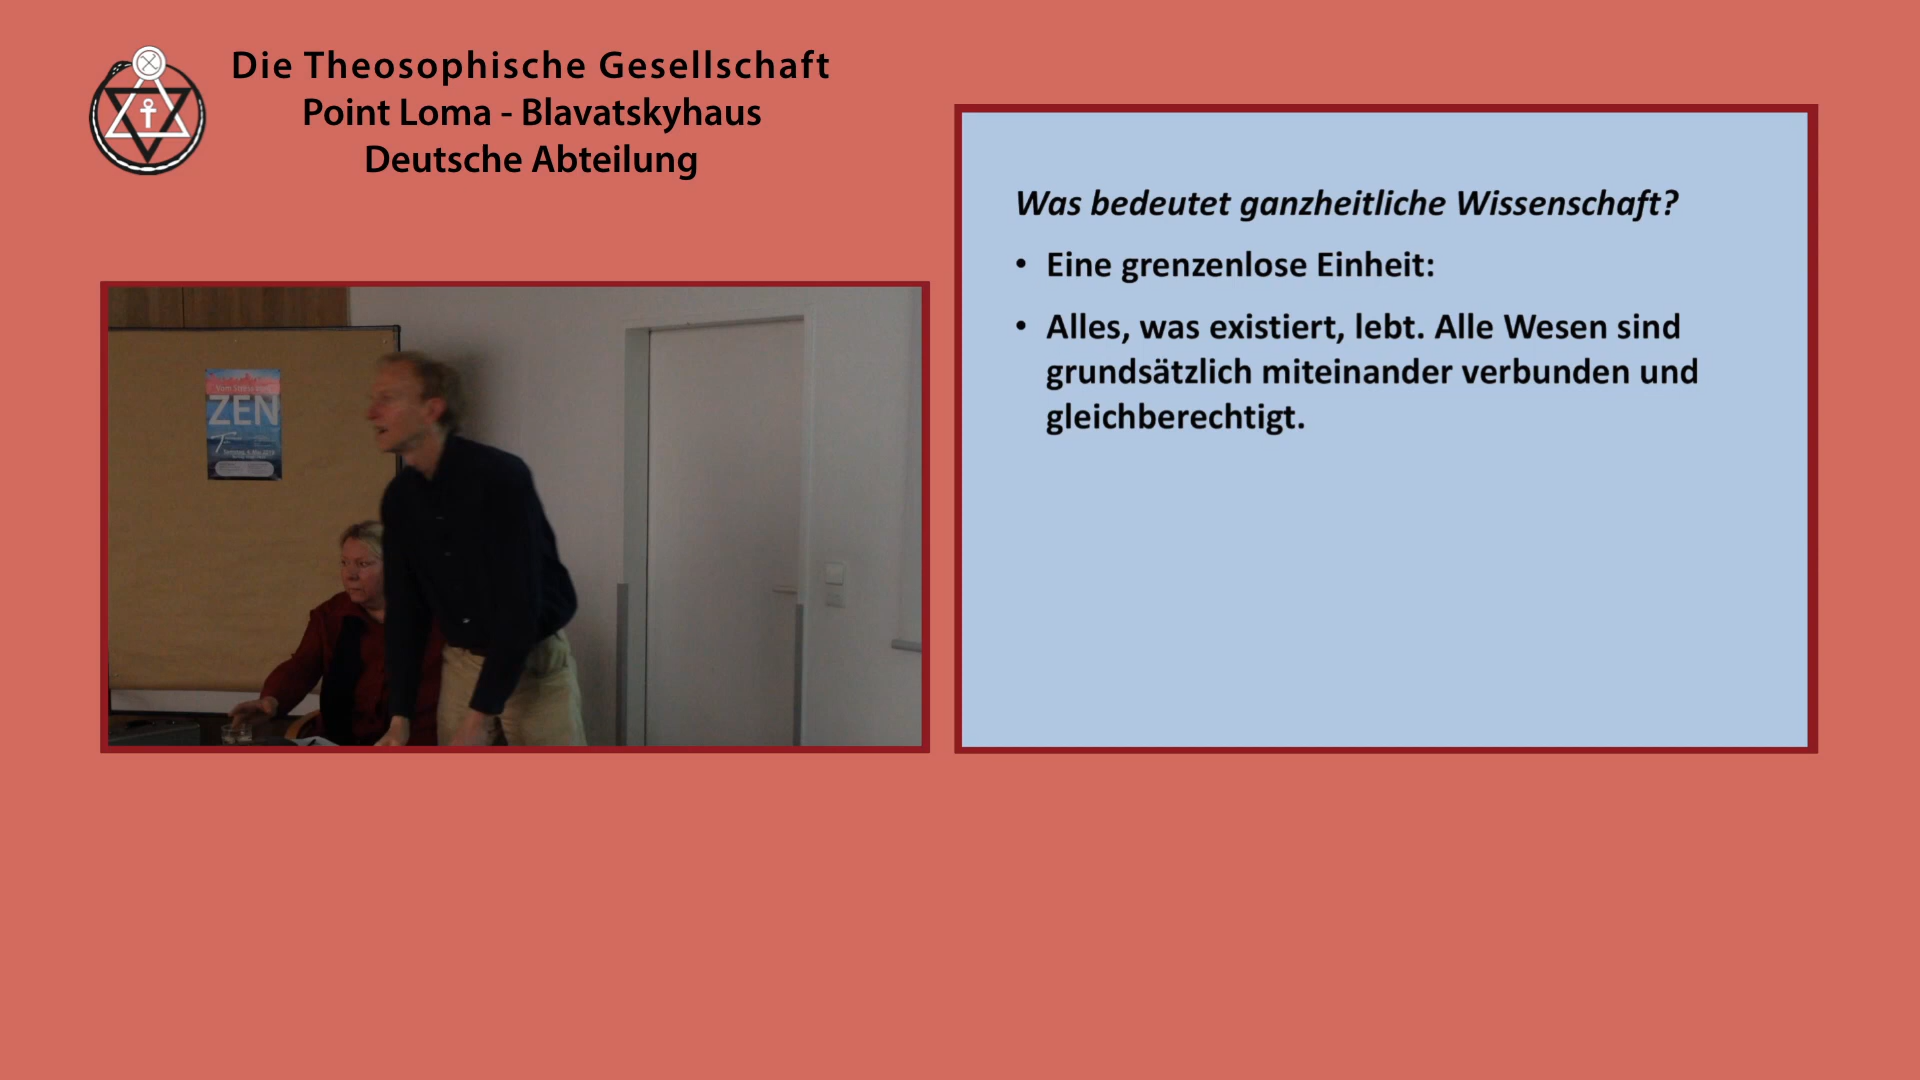 Die Theosophische Gesellschaft
Point Loma - Blavatskyhaus
Deutsche Abteilung
Was bedeutet ganzheitliche Wissenschaft?
• Eine grenzenlose Einheit:
• Alles, was existiert, lebt. Alle Wesen sind
grundsätzlich miteinander verbunden und
gleichberechtigt.
ZEN